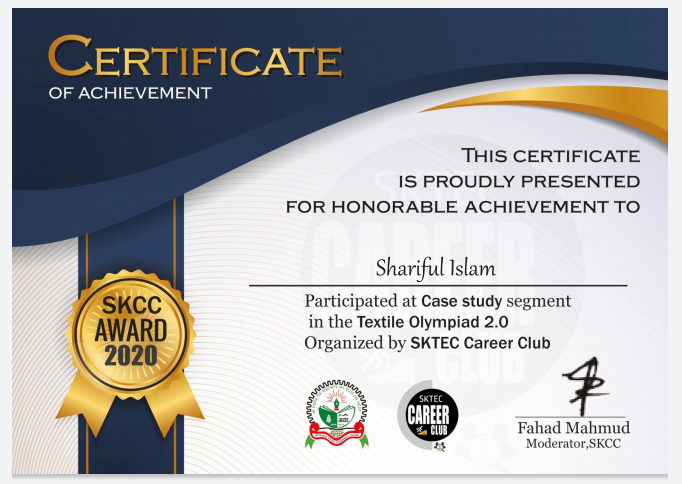 CERTIFICATE
OF ACHIEVEMENT
THIS CERTIFICATE
IS PROUDLY PRESENTED
FOR HONORABLE ACHIEVEMENT TO
Shariful Islam
Participated at Case study segment
in the Textile Olympiad 2.0
Organized by SKTEC Career Club
SKCC
AWARD
2020
SKTEC
CAREER
CLUB
Fahad Mahmud
Moderator,SKCC